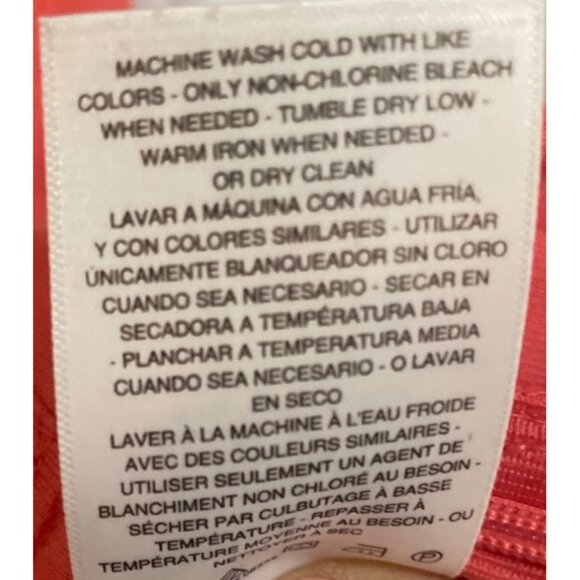 MACHINE WASH COLD WITH LIKE
COLORS - ONLY NON-CHLORINE BLEACH
WHEN NEEDED - TUMBLE DRY LOW -
WARM IRON WHEN NEEDED -
OR DRY CLEAN
LAVAR A MÁQUINA CON AGUA FRÍA,
Y CON COLORES SIMILARES - UTILIZAR
ÚNICAMENTE BLANQUEADOR SIN CLORO
CUANDO SEA NECESARIO - SECAR EN
SECADORA A TEMPÉRATURA BAJA
- PLANCHAR A TEMPERATURA MEDIA
CUANDO SEA NECESARIO - O LAVAR
EN SECO
LAVER À LA MACHINE À L'EAU FROIDE
AVEC DES COULEURS SIMILAIRES -
UTILISER SEULEMENT UN AGENT DE
BLANCHIMENT NON CHLORÉ AU BESOIN -
SÉCHER PAR CULBUTAGE À BASSE
TEMPÉRATURE - REPASSER À
TEMPÉRATURE MOYENNE AU BESOIN - OU
NETTOYER À SEC
P